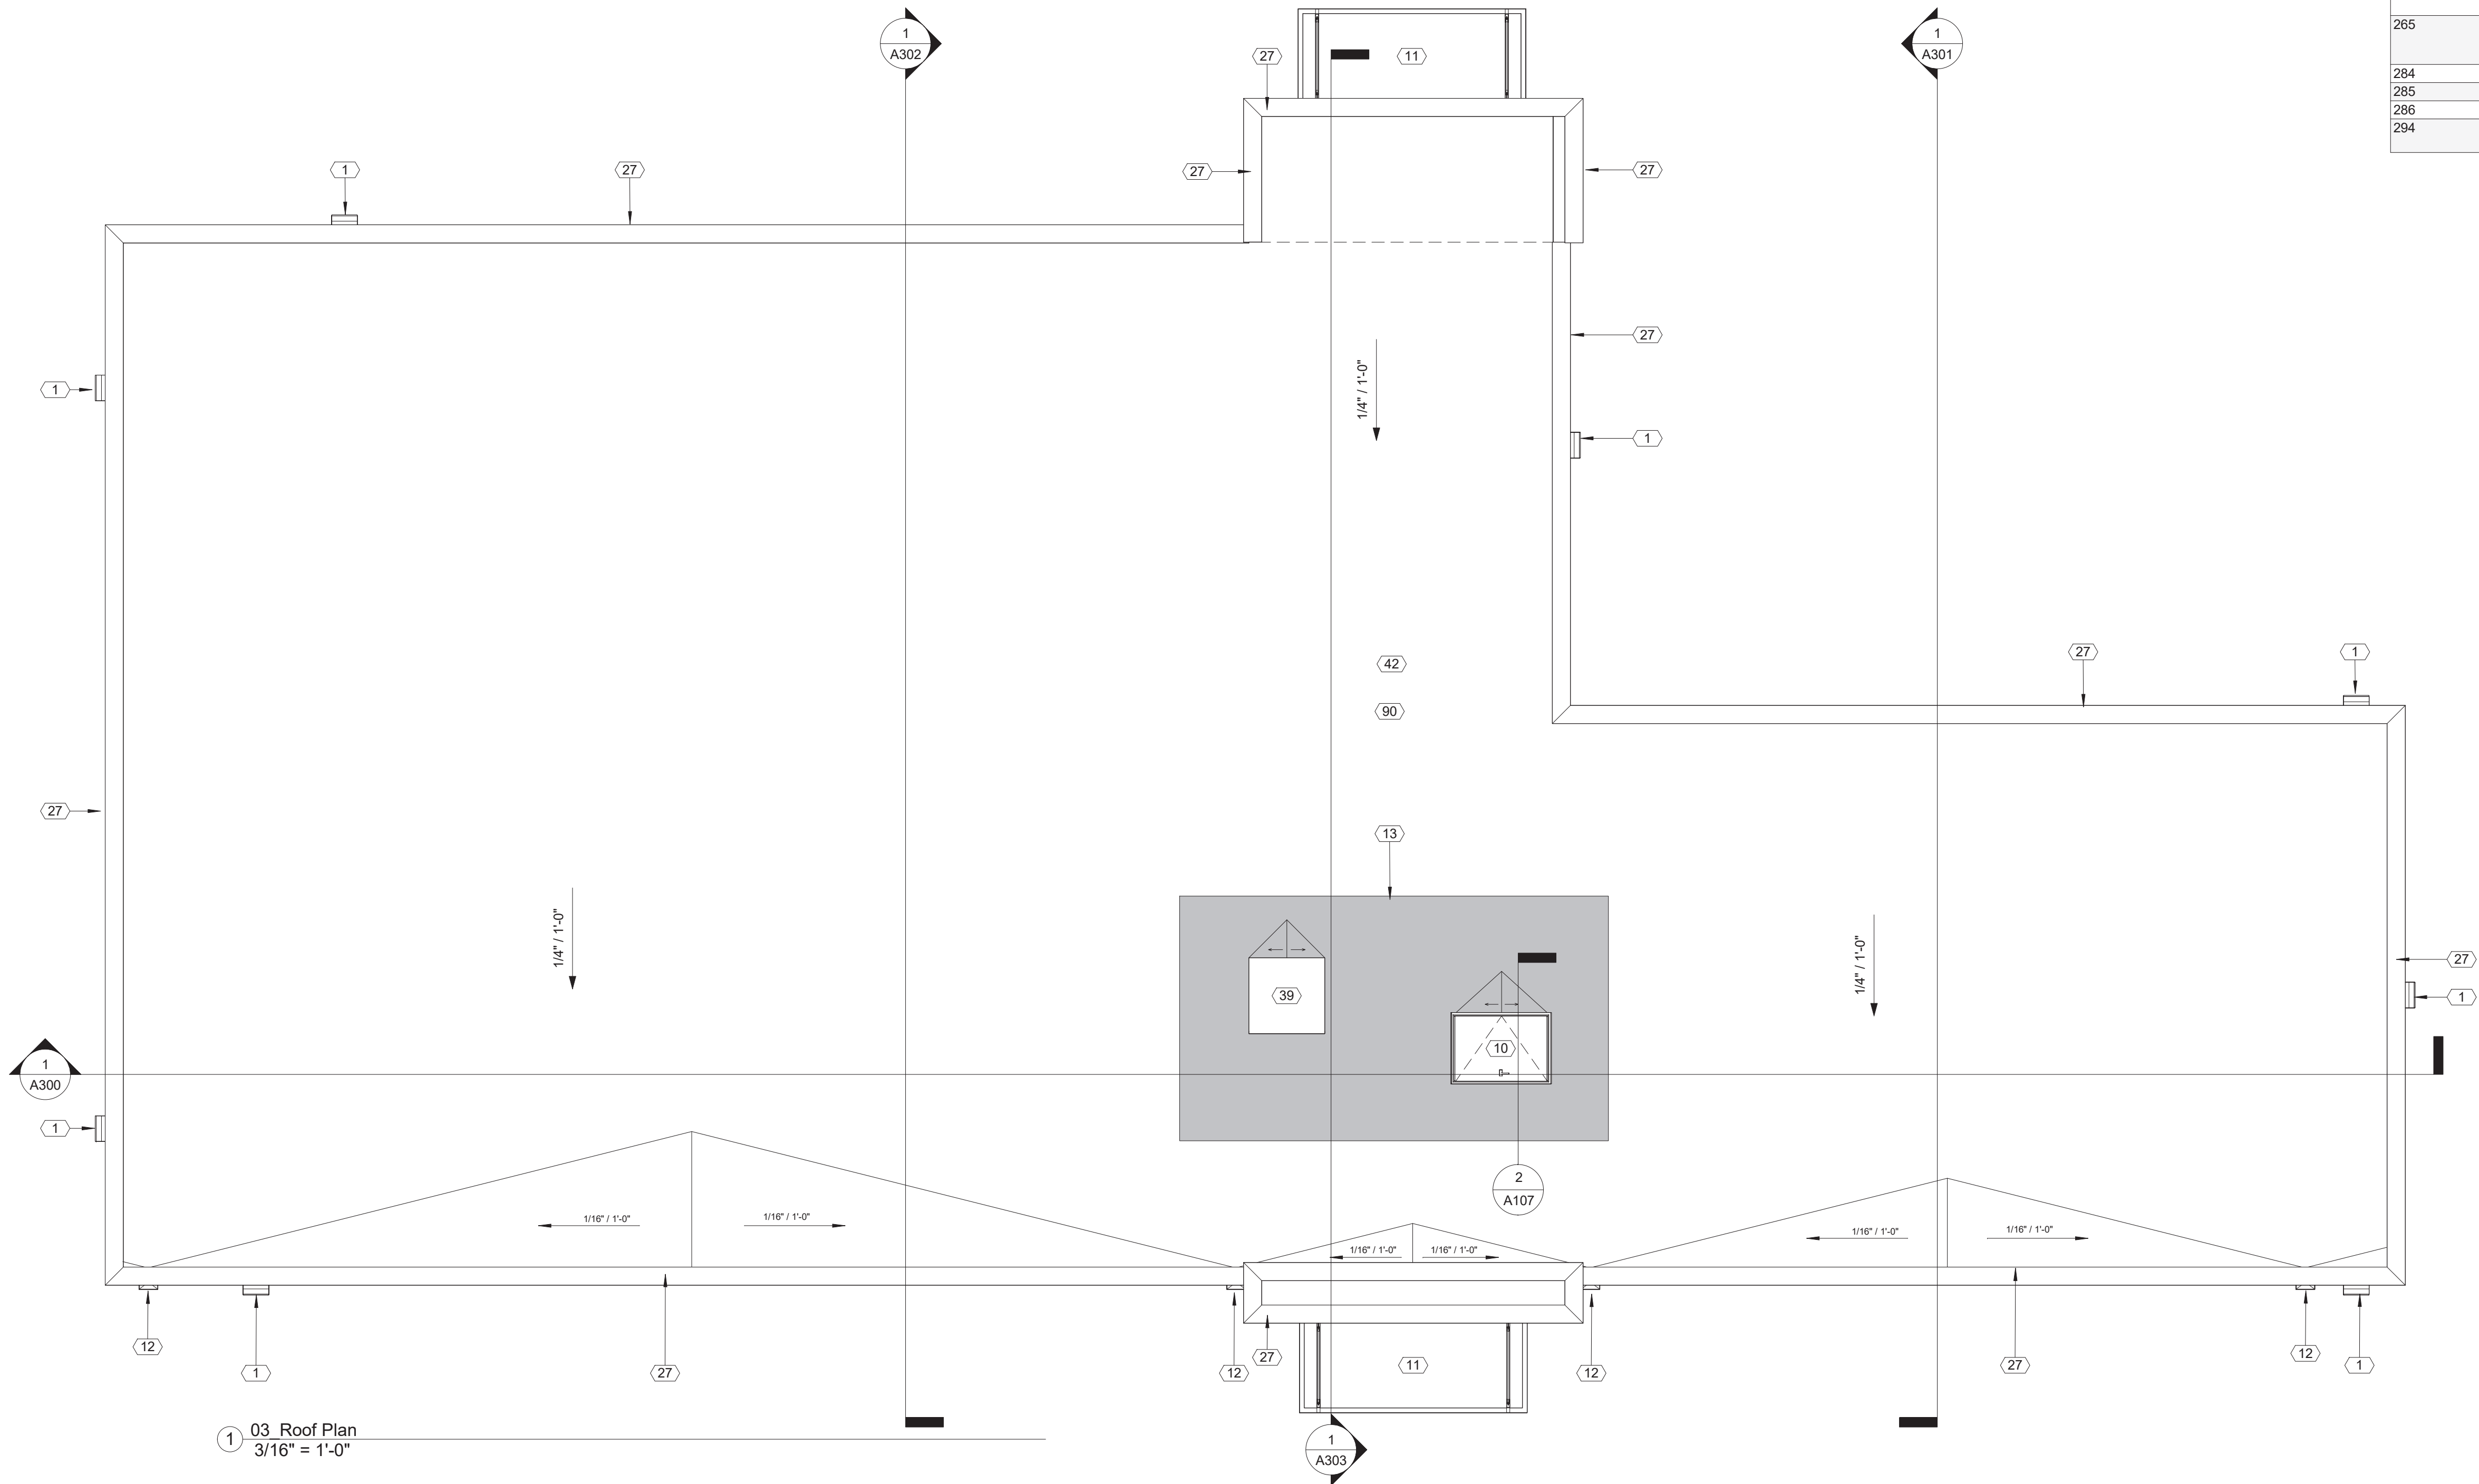 1
A302
27
11
1
A301
265
284
285
286
294
1
27
27
27
27
1
1/4" / 1'-0"
1
42
90
27
1
27
13
1/4" / 1'-0"
1/4" / 1'-0"
39
10
27
1
1
A300
1
2
A107
1/16" / 1'-0"
1/16" / 1'-0"
1/16" / 1'-0"
1/16" / 1'-0"
1/16" / 1'-0"
1/16" / 1'-0"
12
1
27
12
27
11
12
27
12
1
1
03_Roof Plan
3/16" = 1'-0"
1
A303